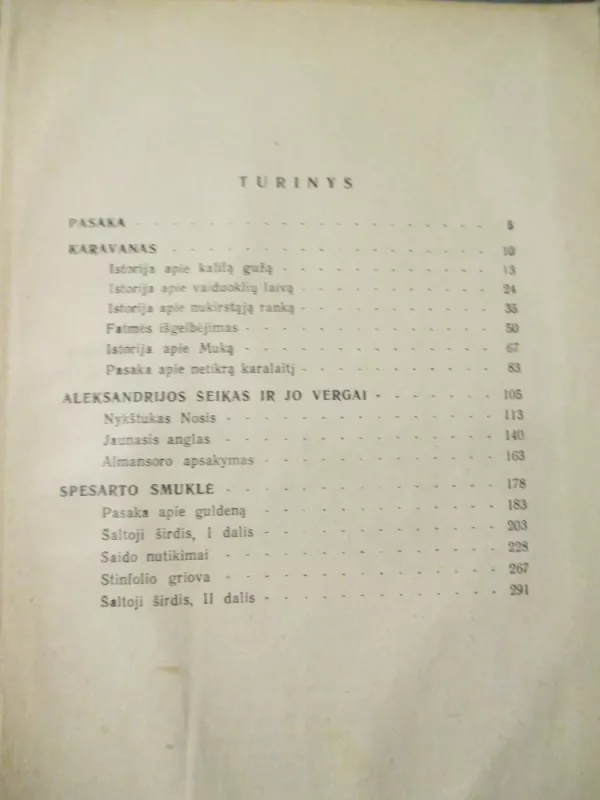 TURINYS
PASAKA - - - - - - - - - - - - - - - - 5
KARAVANAS - - - - - - - - - - - - - - 10
Istorija apie kalifą gužą - - - - - - - - - - 13
Istorija apie vaiduoklių laivą - - - - - - - - - 24
Istorija apie nukirstąją ranką - - - - - - - - - 35
Fatmės išgelbėjimas - - - - - - - - - - - 50
Istorija apie Muką - - - - - - - - - - - 67
Pasaka apie netikrą karalaitį - - - - - - - - - 83
ALEKSANDRIJOS ŠEIKAS IR JO VERGAI - - - - - - 105
Nykštukas Nosis - - - - - - - - - - - - 113
Jaunasis anglas - - - - - - - - - - - - 140
Almansoro apsakymas - - - - - - - - - - 163
SPESARTO SMUKLĖ - - - - - - - - - - - - 178
Pasaka apie guldeną - - - - - - - - - - 183
Šaltoji širdis, I dalis - - - - - - - - - - 203
Saido nutikimai - - - - - - - - - - - - 228
Stinfolio griova - - - - - - - - - - - - 267
Šaltoji širdis, II dalis - - - - - - - - - - 291